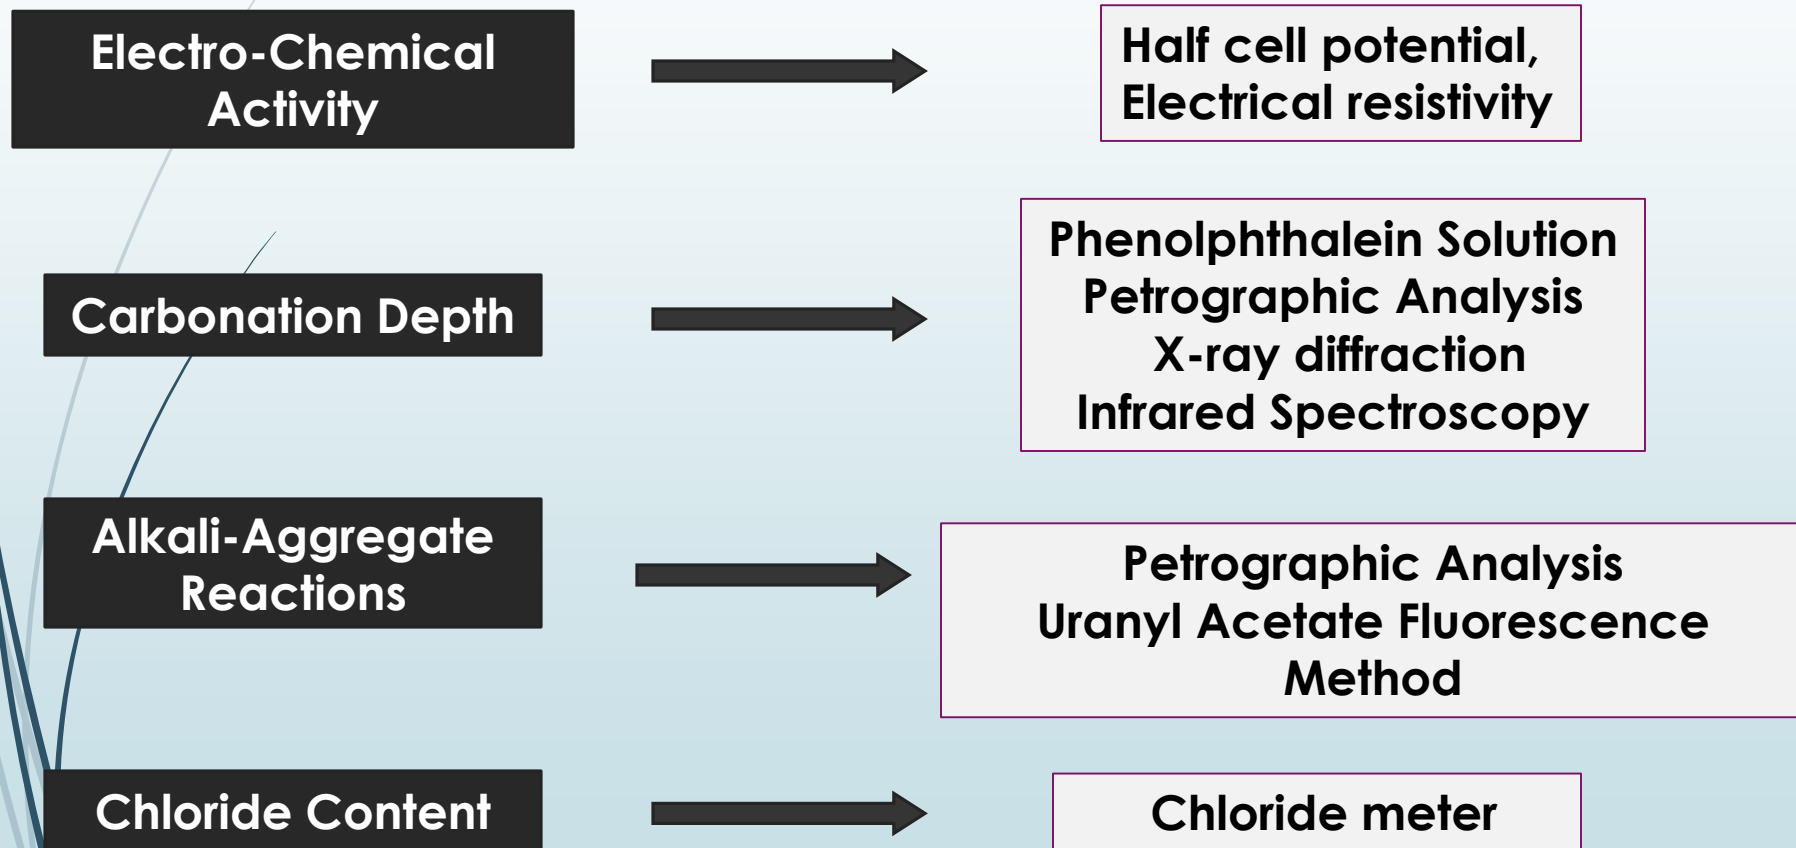 Electro-Chemical
Activity
Half cell potential,
Electrical resistivity
Carbonation Depth
Phenolphthalein Solution
Petrographic Analysis
X-ray diffraction
Infrared Spectroscopy
Alkali-Aggregate
Reactions
Petrographic Analysis
Uranyl Acetate Fluorescence
Method
Chloride Content
Chloride meter